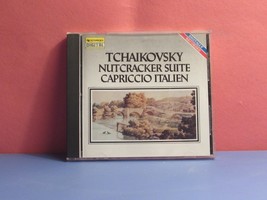 TCHAIKOVSKY
NUTCRACKER SUITE
CAPRICCIO ITALIEN